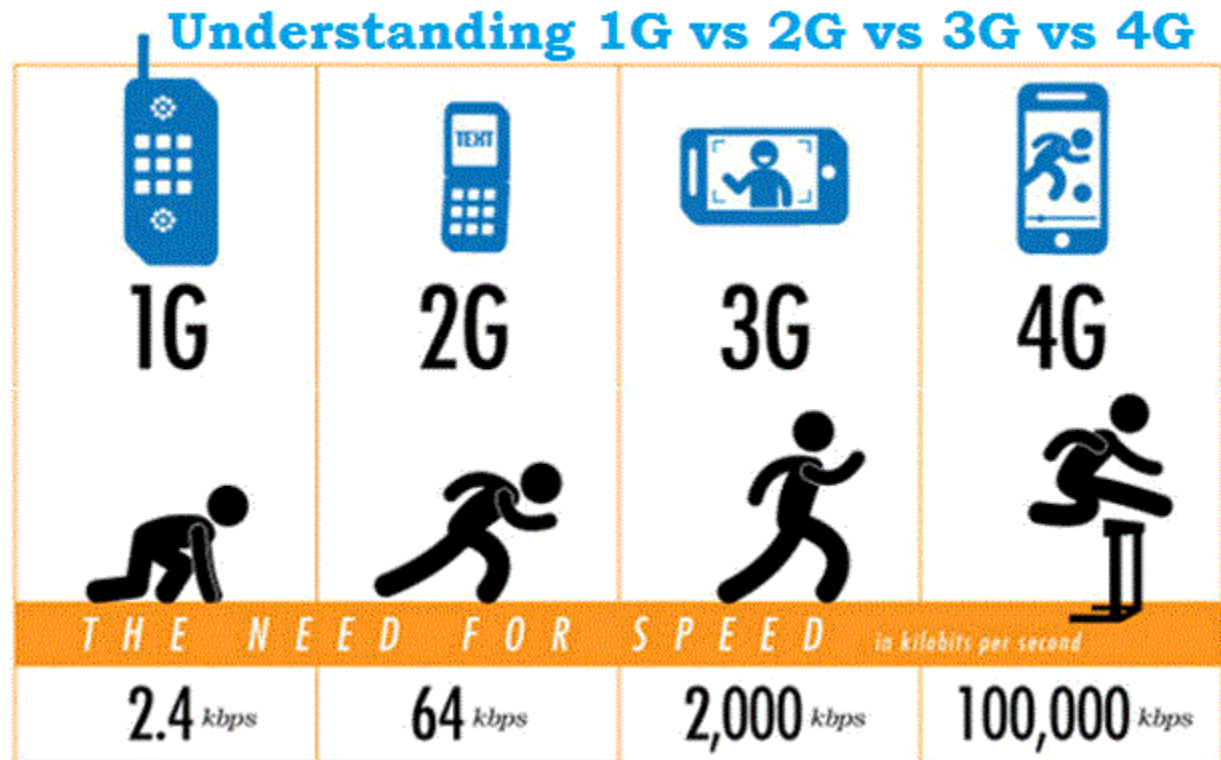 Understanding 1G vs 2G vs 3G vs 4G
TEXT
1G 2G 3G 4G
THE NEED FOR SPEED in kilobits per second
2.4 kbps 64 kbps 2,000 kbps 100,000 kbps